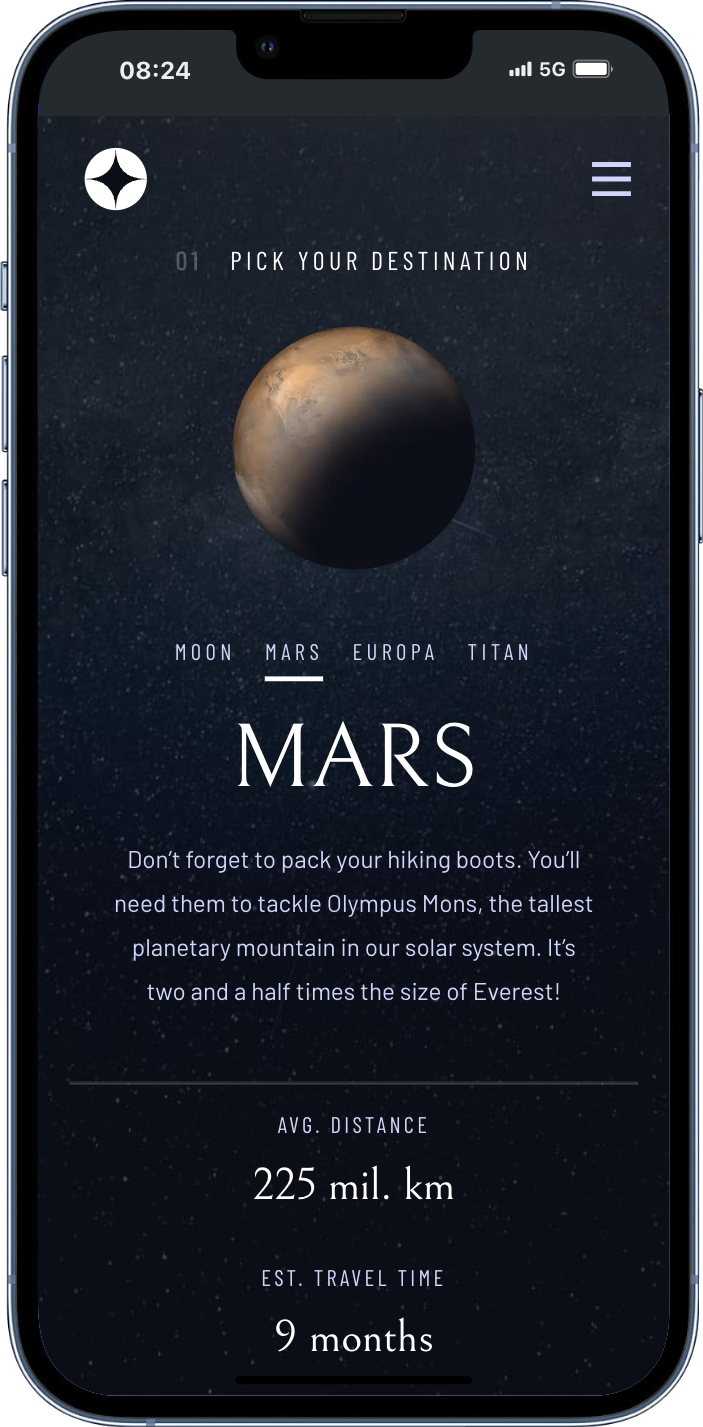 08:24 5G
01 PICK YOUR DESTINATION
MOON MARS EUROPA TITAN
MARS
Don’t forget to pack your hiking boots. You’ll
need them to tackle Olympus Mons, the tallest
planetary mountain in our solar system. It’s
two and a half times the size of Everest!
AVG. DISTANCE
225 mil. km
EST. TRAVEL TIME
9 months